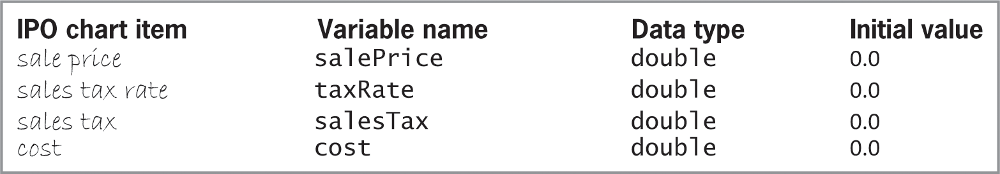 IPO chart item Variable name Data type Initial value
sale price salePrice double 0.0
sales tax rate taxRate double 0.0
sales tax salesTax double 0.0
cost cost double 0.0